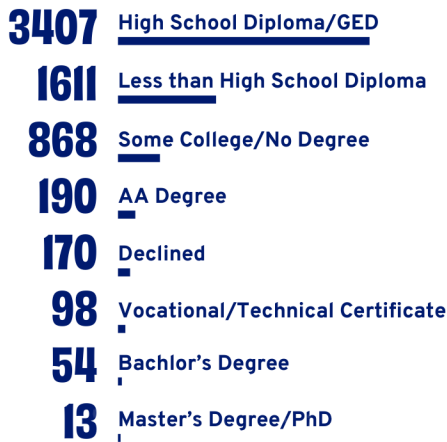 3407 High School Diploma/GED
1611 Less than High School Diploma
868 Some College/No Degree
190 AA Degree
170 Declined
98 Vocational/Technical Certificate
54 Bachlor's Degree
13 Master's Degree/PhD